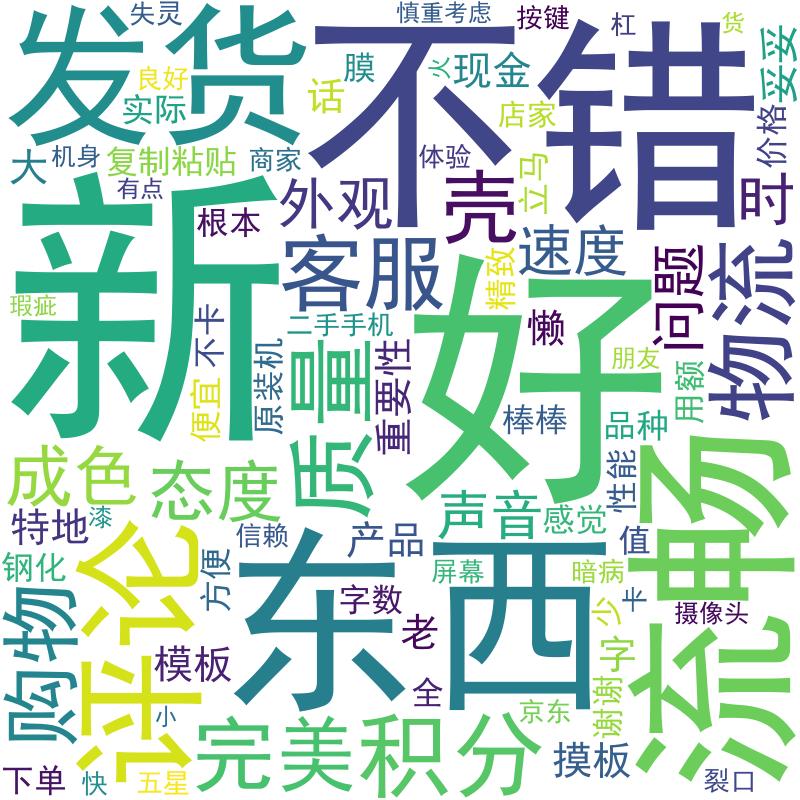 失灵
慎重考虑
按键
杠
货
发货
不错
妥妥
良好
膜
火
现金
话
实际
店家
价格
大
机身
复制粘贴
商家
体验
立马
有点
外观
壳
时
根本
新
客服
速度
精致
问题
物流
瑕疵
不卡
二手手机
好
懒
原装机
质量
重要性
朋友
便宜
用额
棒棒
品种
成色
态度
流畅
性能
声音
感觉
特地
漆
信赖
产品
值
钢化
评论
方便
东西
屏幕
暗病
卡
字数
少
摄像头
购物
模板
老
谢谢
字
全
小
京东
完美
积分
摸板
下单
快
五星
裂口